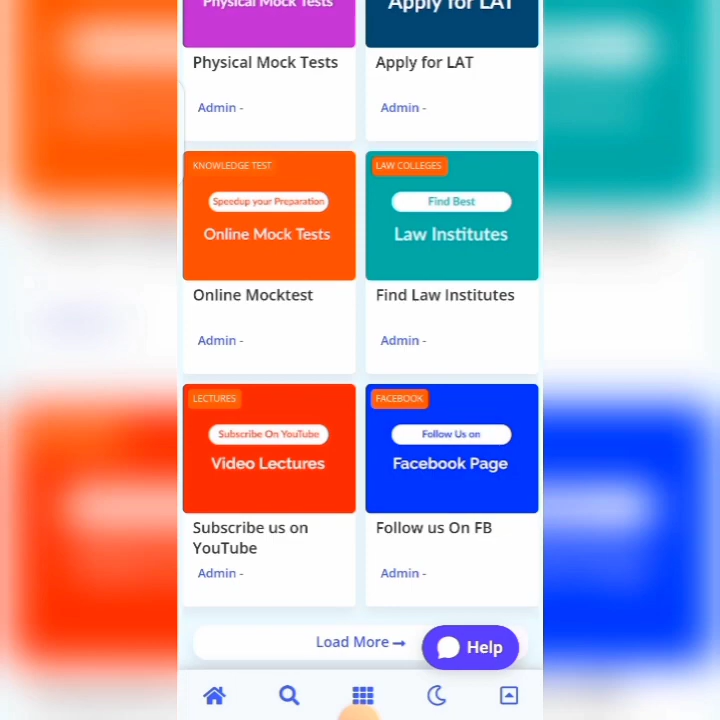 Physical Mock Tests
Apply for LAT
Physical Mock Tests
Apply for LAT
Admin -
Admin -
KNOWLEDGE TEST
Speedup your Preparation
Online Mock Tests
LAW COLLEGES
Find Best
Law Institutes
Online Mocktest
Find Law Institutes
Admin -
Admin -
LECTURES
Subscribe On YouTube
Video Lectures
FACEBOOK
Follow Us on
Facebook Page
Subscribe us on
YouTube
Follow us On FB
Admin -
Admin -
Load More →
Help